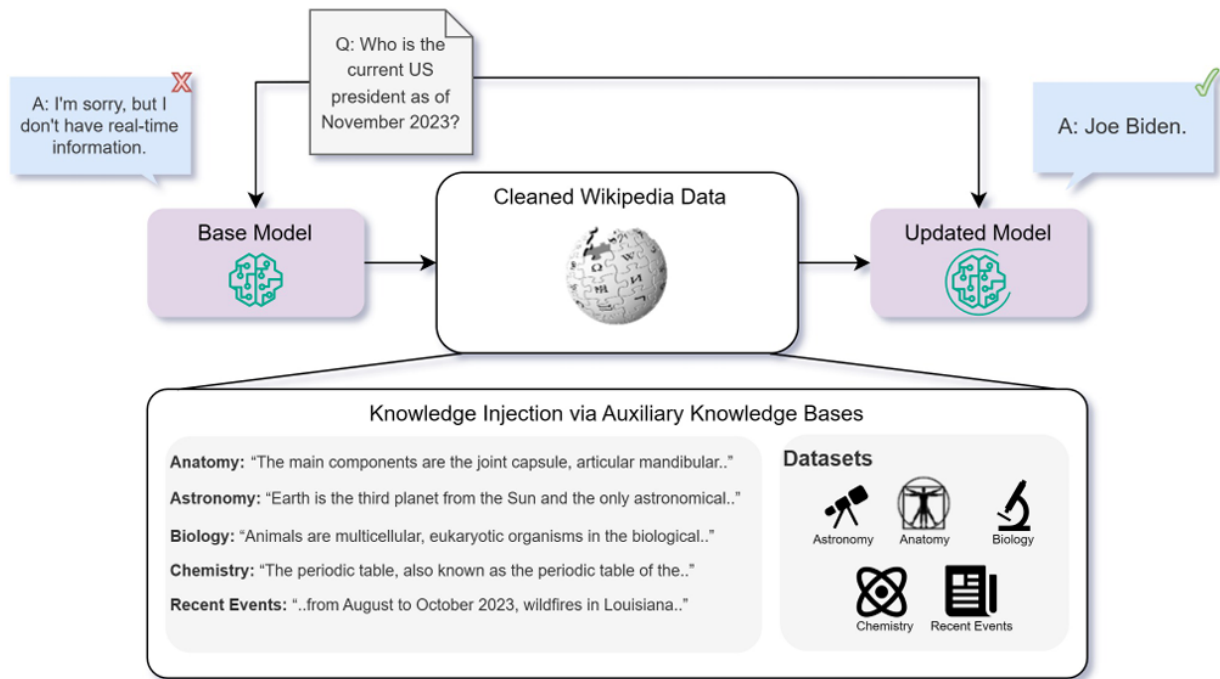 Q: Who is the
current US
president as of
November 2023?
X
A: I'm sorry, but I
don't have real-time
information.
A: Joe Biden.
Base Model
Cleaned Wikipedia Data
Updated Model
Knowledge Injection via Auxiliary Knowledge Bases
Anatomy: “The main components are the joint capsule, articular mandibular..”
Astronomy: “Earth is the third planet from the Sun and the only astronomical..”
Biology: “Animals are multicellular, eukaryotic organisms in the biological..”
Chemistry: “The periodic table, also known as the periodic table of the..”
Recent Events: “..from August to October 2023, wildfires in Louisiana..”
Datasets
Astronomy
Anatomy
Biology
Chemistry
Recent Events